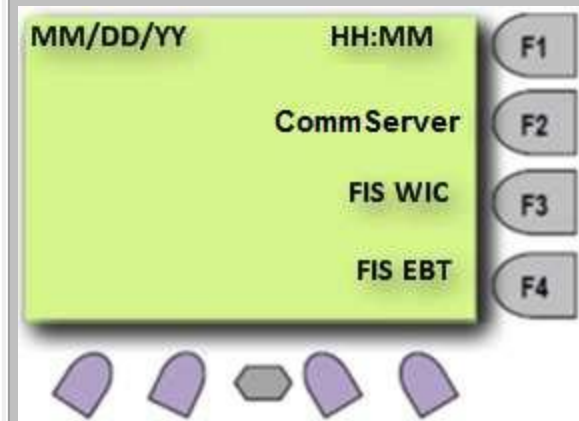 MM/DD/YY HH:MM F1
CommServer F2
FIS WIC F3
FIS EBT F4